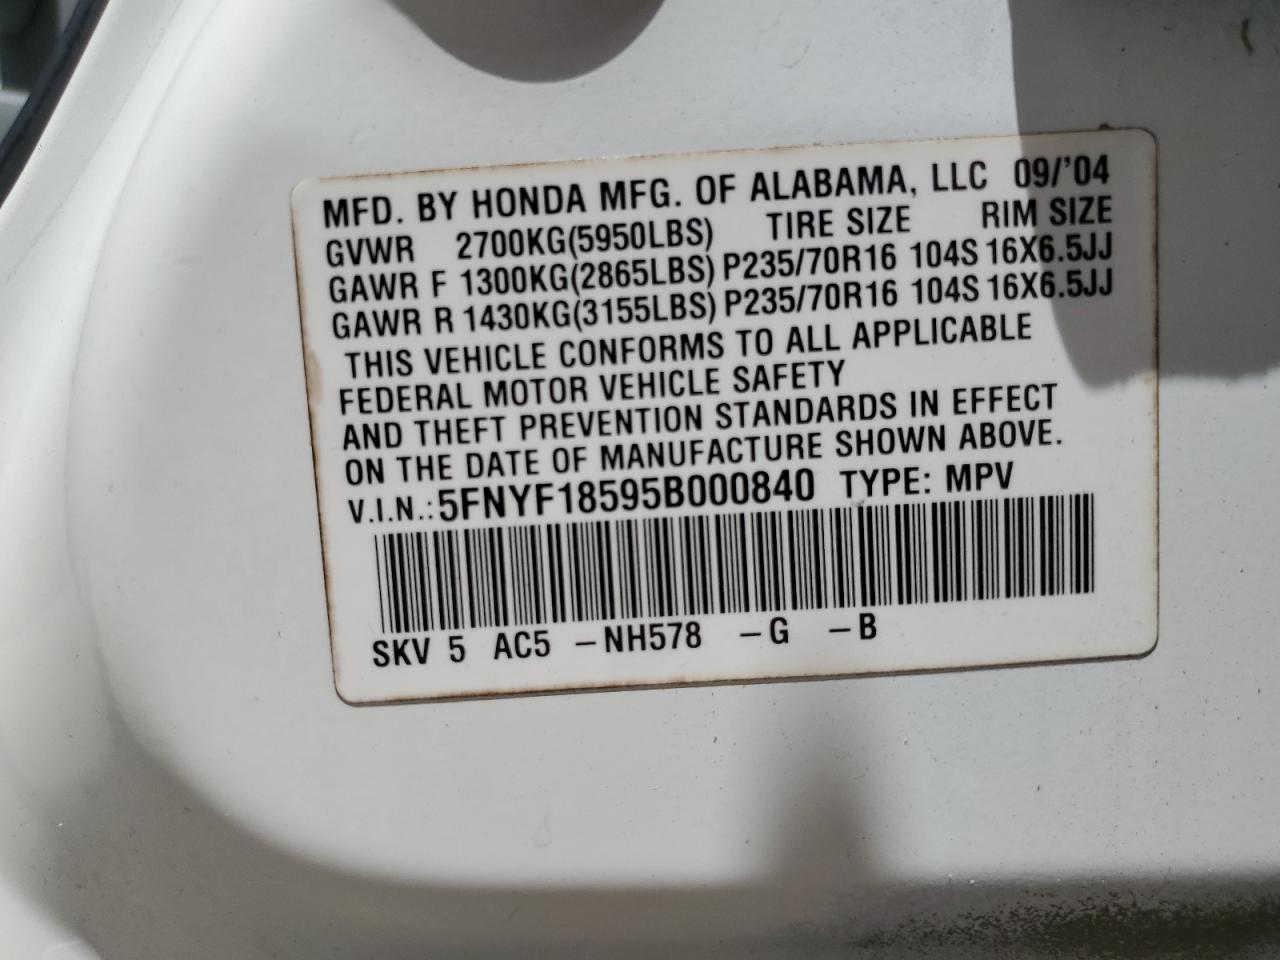 MFD. BY HONDA MFG. OF ALABAMA, LLC 09/'04
GVWR 2700KG(5950LBS) TIRE SIZE RIM SIZE
GAWR F 1300KG(2865LBS) P235/70R16 104S 16X6.5JJ
GAWR R 1430KG(3155LBS) P235/70R16 104S 16X6.5JJ
THIS VEHICLE CONFORMS TO ALL APPLICABLE
FEDERAL MOTOR VEHICLE SAFETY
AND THEFT PREVENTION STANDARDS IN EFFECT
ON THE DATE OF MANUFACTURE SHOWN ABOVE.
V.I.N.: 5FNYF18595B000840 TYPE: MPV
SKV 5 AC5 –NH578 –G –B